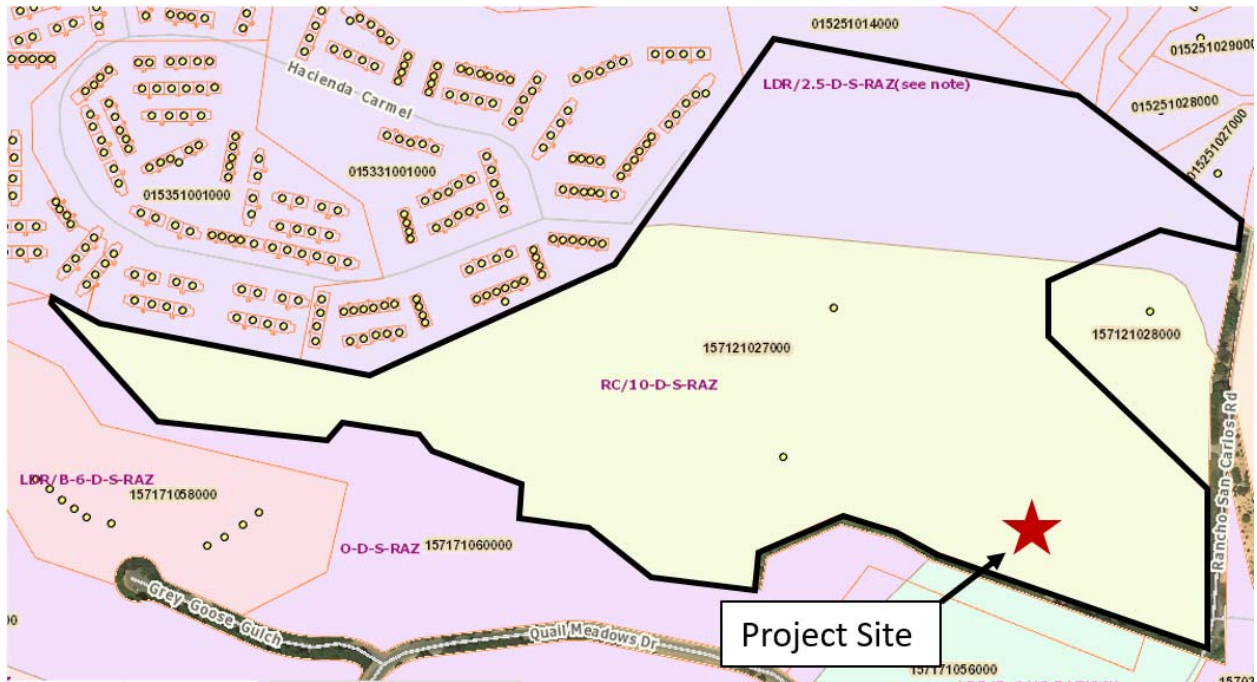 015251014000
015251029000
Hacienda Carmel
LDR/2.5-D-S-RAZ(see note)
015251028000
015251027000
015351001000
015331001000
157121027000
157121028000
RC/10-D-S-RAZ
Rancho-San-Carlos-Rd
LDR/B-6-D-S-RAZ
157171058000
O-D-S-RAZ
157171060000
Grey Goose Gulch
Quail Meadows Dr
Project Site
157171056000